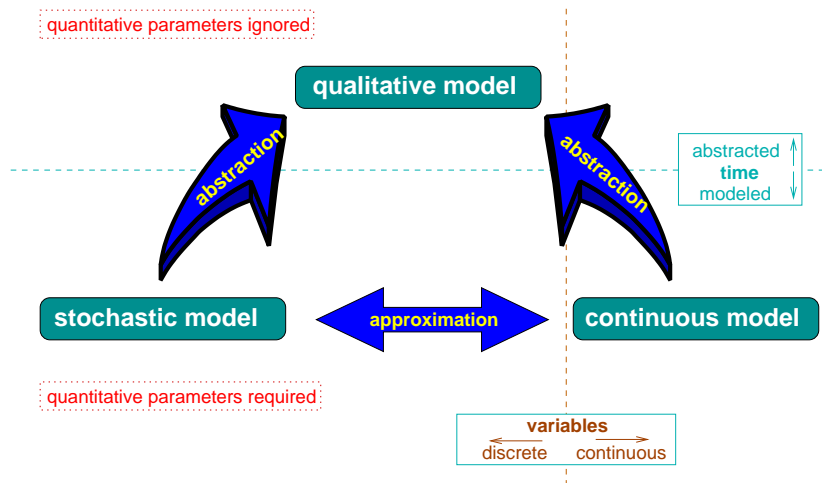 quantitative parameters ignored
qualitative model
abstraction
abstraction
abstracted
time
modeled
stochastic model
approximation
continuous model
quantitative parameters required
variables
discrete continuous